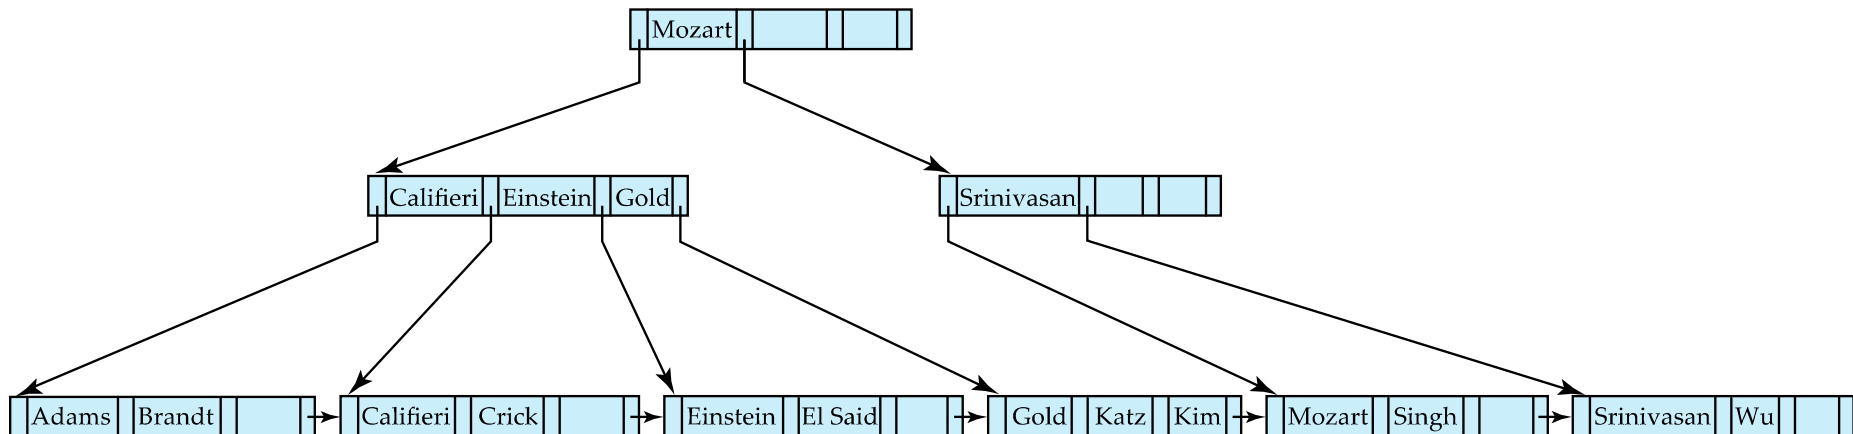 Mozart
Califieri Einstein Gold Srinivasan
Adams Brandt Califieri Crick Einstein El Said Gold Katz Kim Mozart Singh Srinivasan Wu